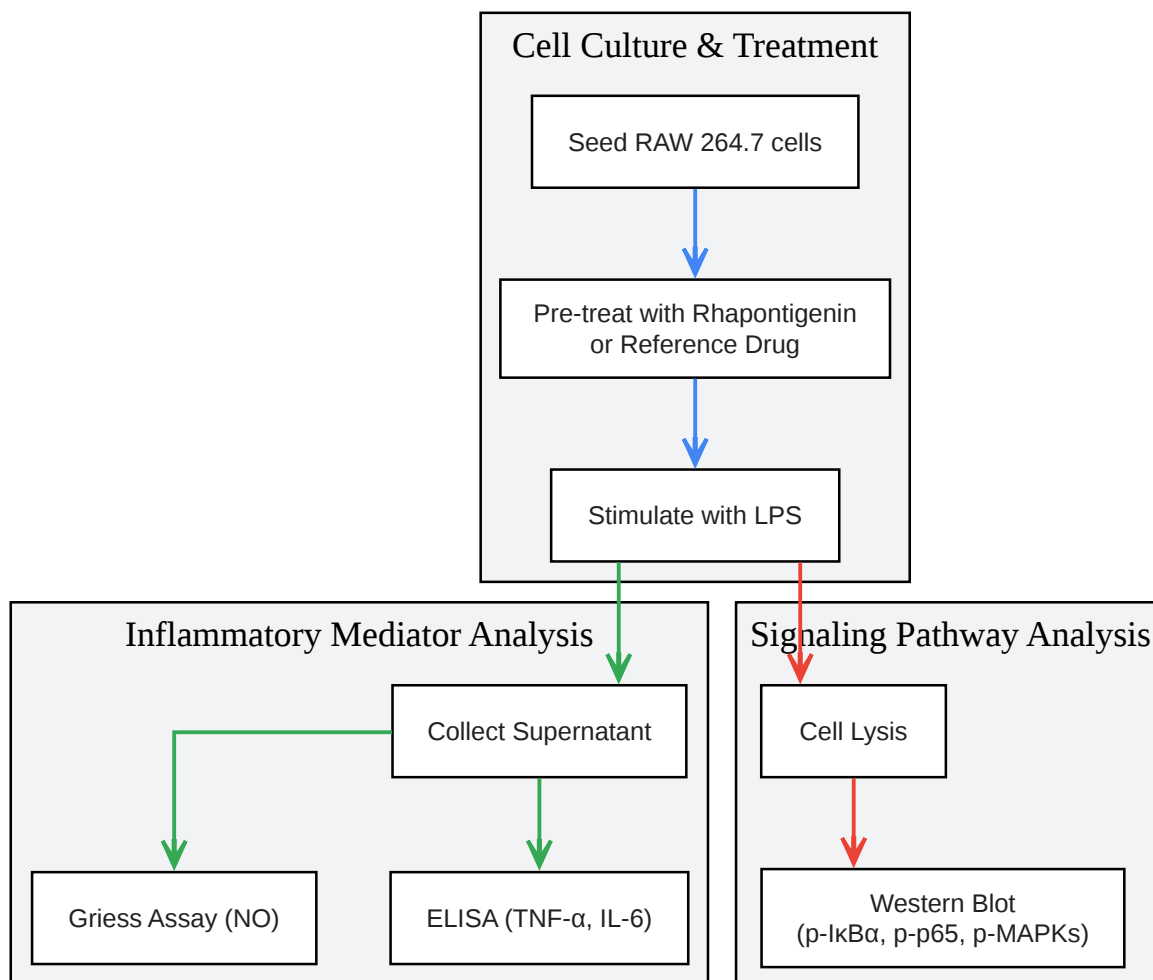 Cell Culture & Treatment
Seed RAW 264.7 cells
Pre-treat with Rhapontigenin
or Reference Drug
Stimulate with LPS
Inflammatory Mediator Analysis
Collect Supernatant
Griess Assay (NO)
ELISA (TNF-α, IL-6)
Signaling Pathway Analysis
Cell Lysis
Western Blot
(p-IκBα, p-p65, p-MAPKs)